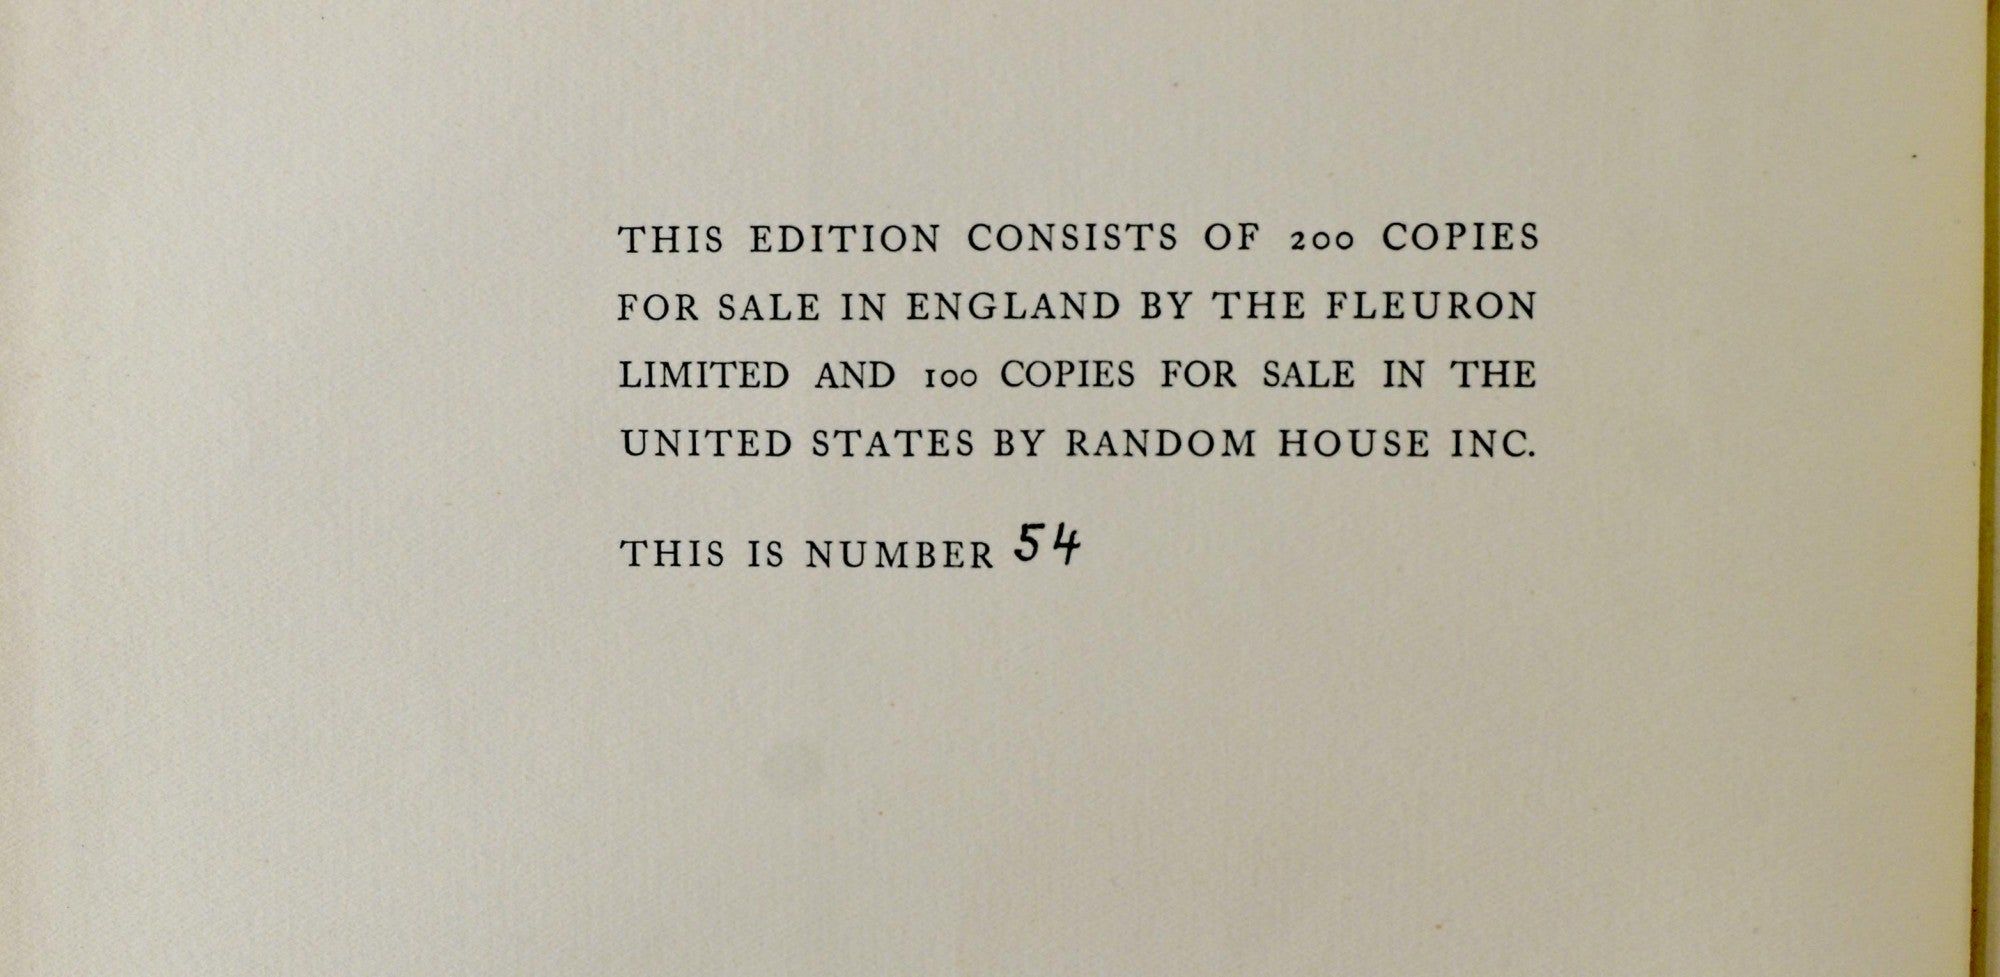 THIS EDITION CONSISTS OF 200 COPIES
FOR SALE IN ENGLAND BY THE FLEURON
LIMITED AND 100 COPIES FOR SALE IN THE
UNITED STATES BY RANDOM HOUSE INC.
THIS IS NUMBER 54